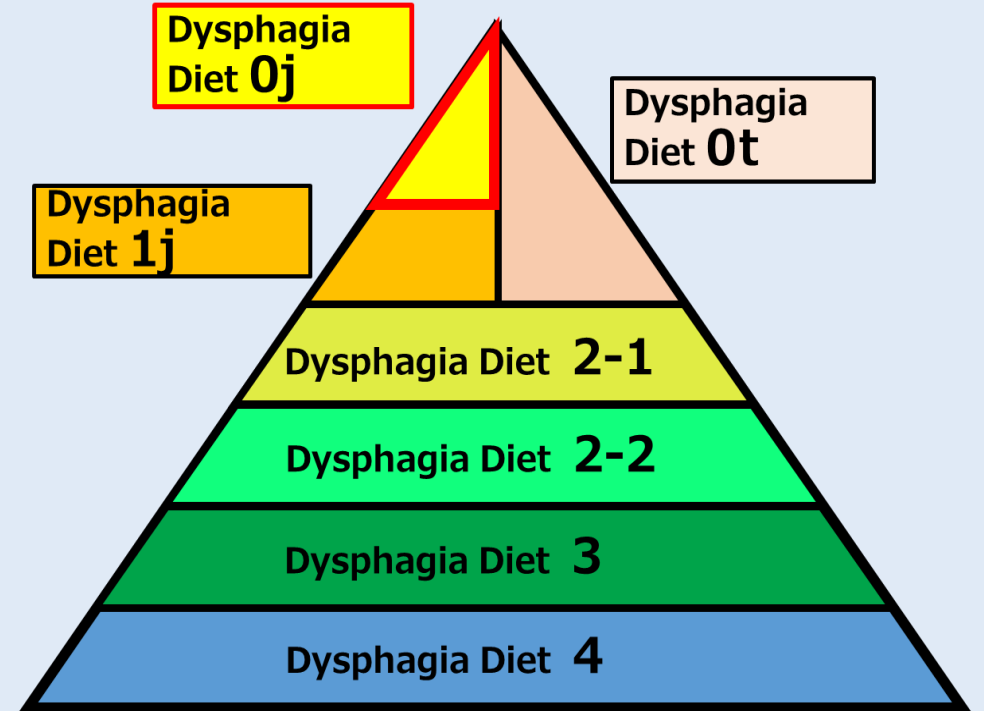 Dysphagia
Diet 0j
Dysphagia
Diet 0t
Dysphagia
Diet 1j
Dysphagia Diet 2-1
Dysphagia Diet 2-2
Dysphagia Diet 3
Dysphagia Diet 4